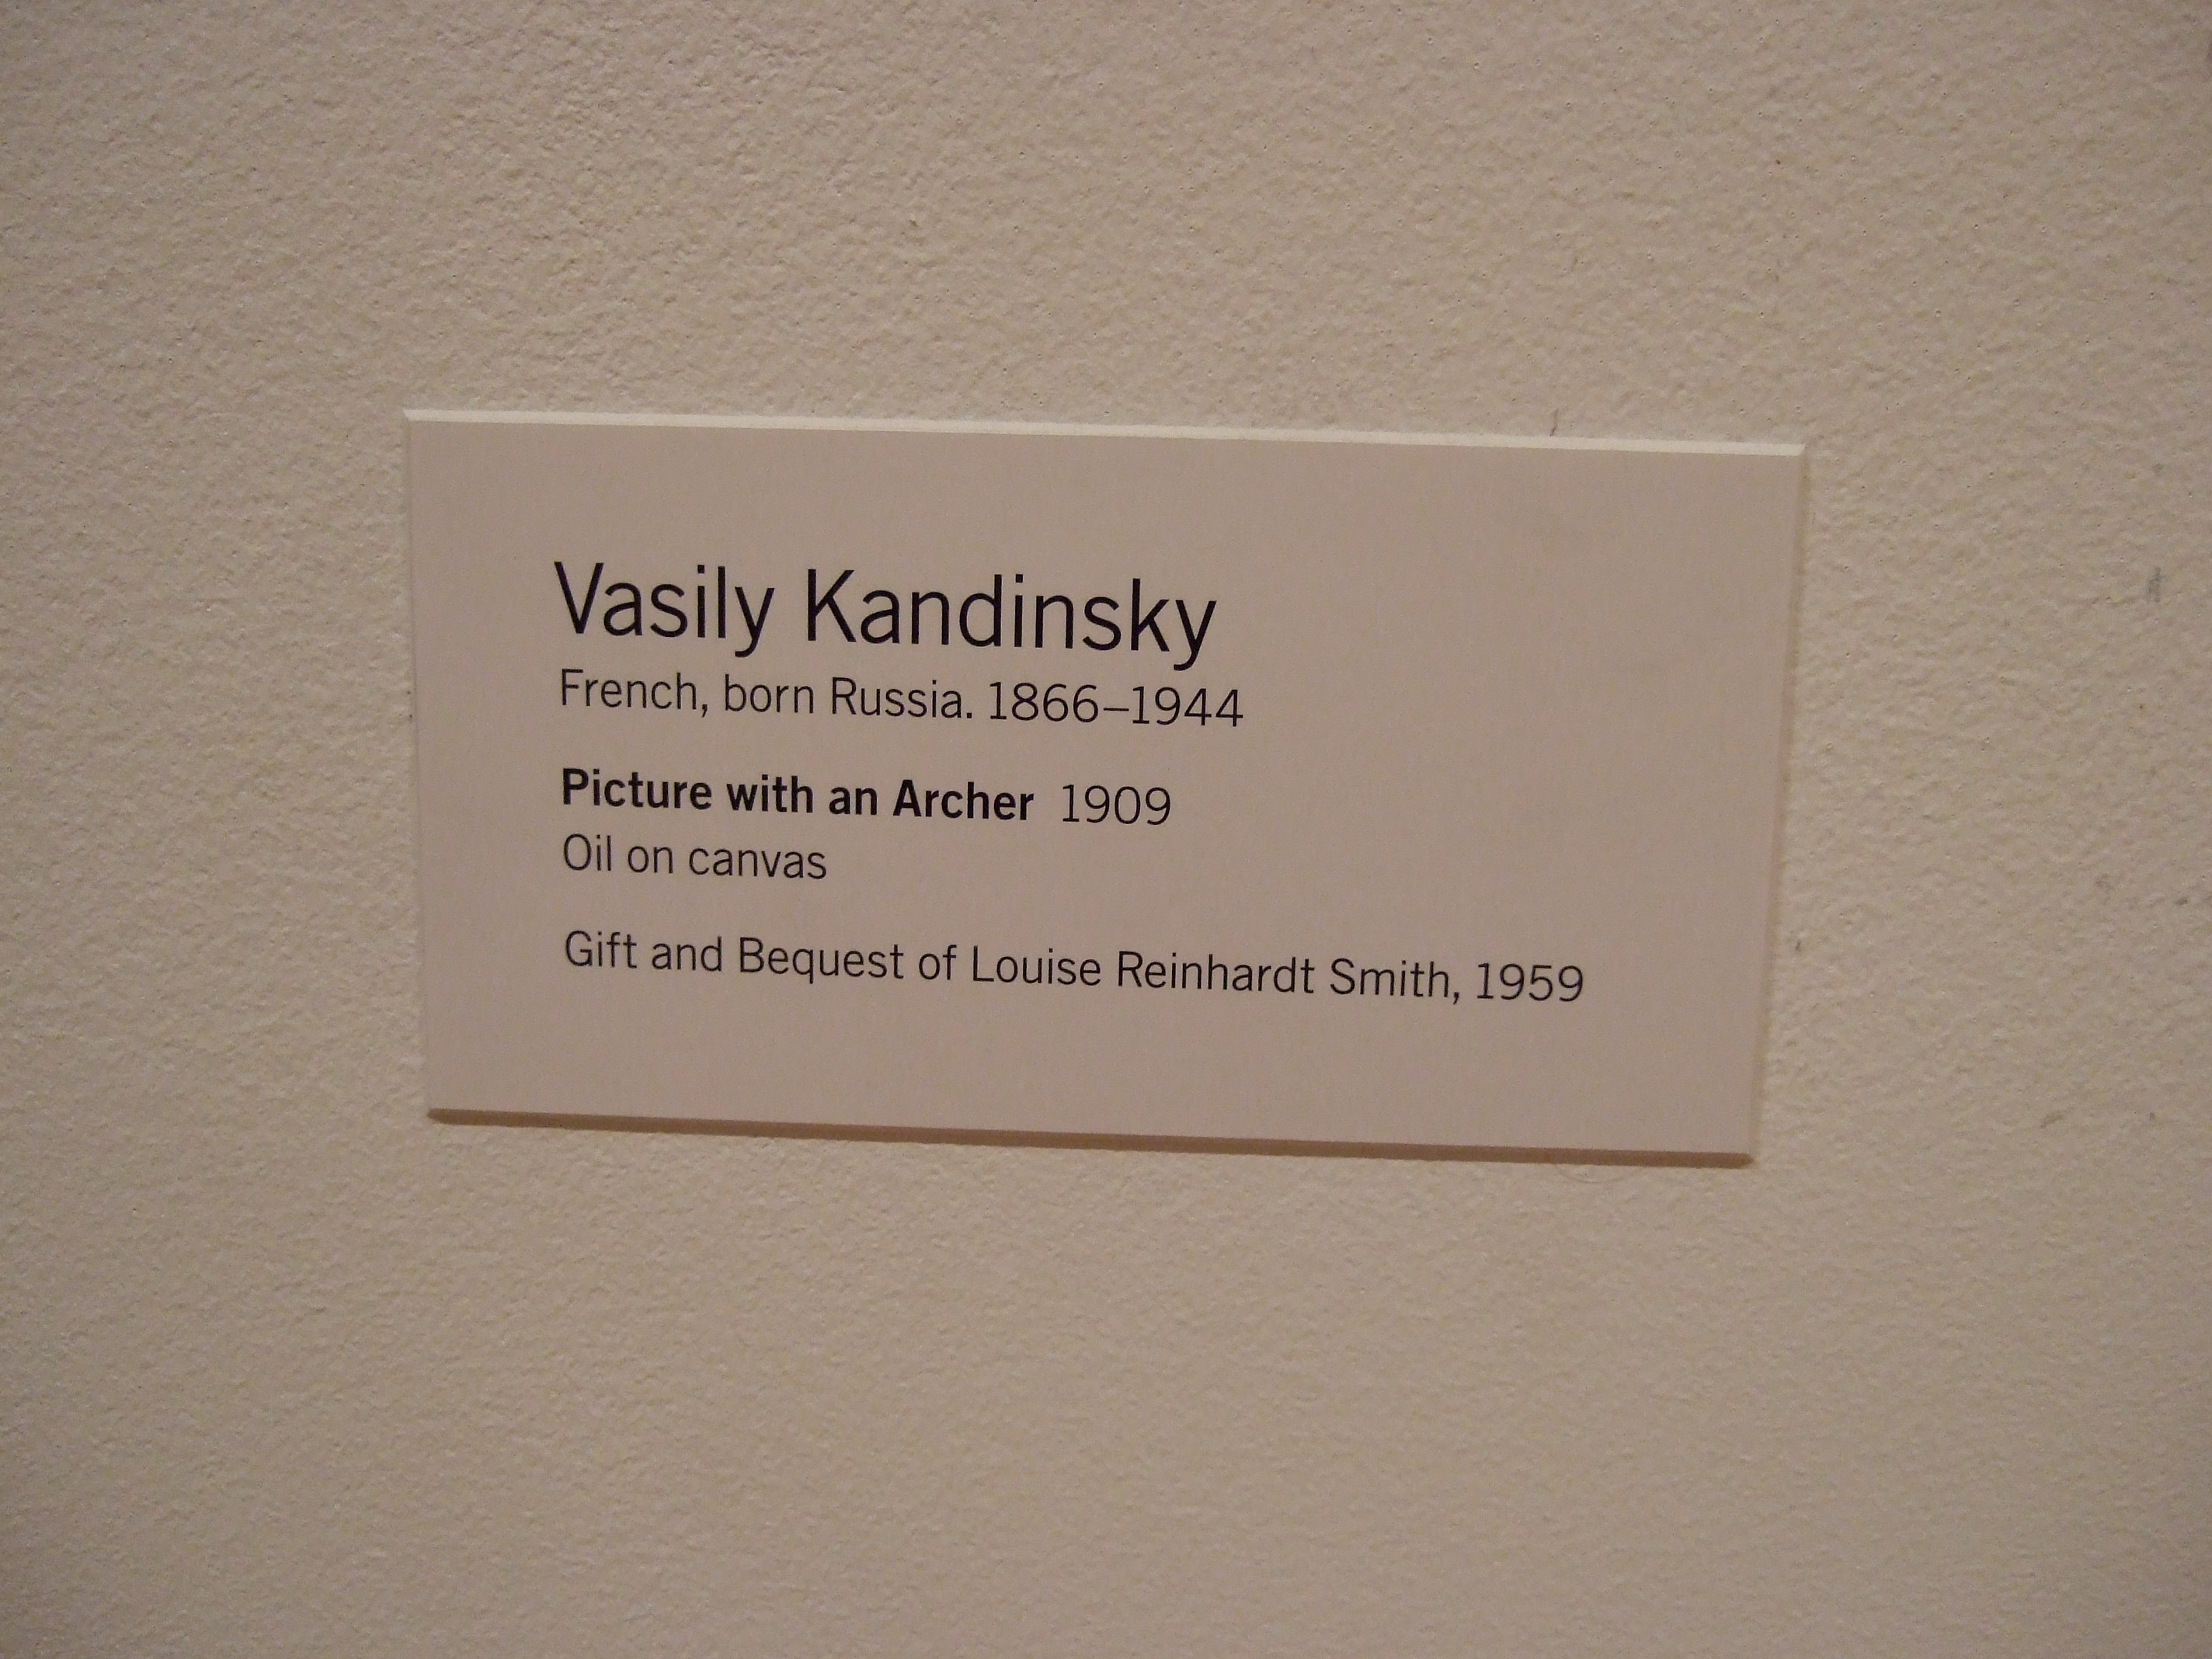 Vasily Kandinsky
French, born Russia. 1866–1944
Picture with an Archer 1909
Oil on canvas
Gift and Bequest of Louise Reinhardt Smith, 1959